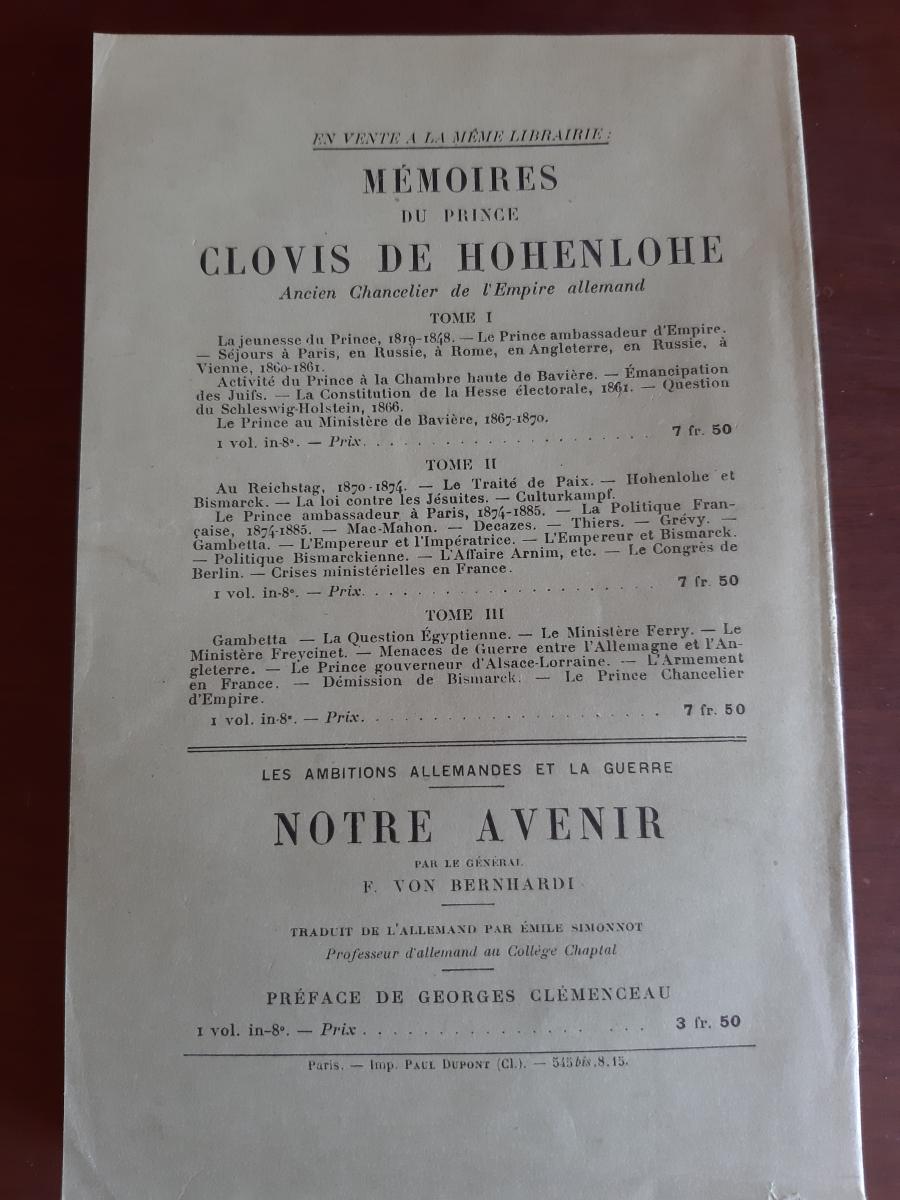 EN VENTE A LA MÊME LIBRAIRIE :
MÉMOIRES
DU PRINCE
CLOVIS DE HOHENLOHE
Ancien Chancelier de l'Empire allemand
TOME I
La jeunesse du Prince, 1819-1848. — Le Prince ambassadeur d'Empire.
— Séjours à Paris, en Russie, à Rome, en Angleterre, en Russie, à
Vienne, 1860-1861.
Activité du Prince à la Chambre haute de Bavière. — Émancipation
des Juifs. — La Constitution de la Hesse électorale, 1861. — Question
du Schleswig-Holstein, 1866.
Le Prince au Ministère de Bavière, 1867-1870.
1 vol. in-8°. — Prix. . . . . . . . . . . . . . . . . . . . 7 fr. 50
TOME II
Au Reichstag, 1870-1874. — Le Traité de Paix. — Hohenlohe et
Bismarck. — La loi contre les Jésuites. — Culturkampf.
Le Prince ambassadeur à Paris, 1874-1885. — La Politique Fran-
çaise, 1874-1885. — Mac-Mahon. — Decazes. — Thiers. — Grévy. —
Gambetta. — L'Empereur et l'Impératrice. — L'Empereur et Bismarck.
— Politique Bismarckienne. — L'Affaire Arnim, etc. — Le Congrès de
Berlin. — Crises ministérielles en France.
1 vol. in-8°. — Prix. . . . . . . . . . . . . . . . . . . . 7 fr. 50
TOME III
Gambetta — La Question Égyptienne. — Le Ministère Ferry. — Le
Ministère Freycinet. — Menaces de Guerre entre l'Allemagne et l'An-
gleterre. — Le Prince gouverneur d'Alsace-Lorraine. — L'Armement
en France. — Démission de Bismarck. — Le Prince Chancelier
d'Empire.
1 vol. in-8°. — Prix. . . . . . . . . . . . . . . . . . . . 7 fr. 50
LES AMBITIONS ALLEMANDES ET LA GUERRE
NOTRE AVENIR
PAR LE GÉNÉRAL
F. VON BERNHARDI
TRADUIT DE L'ALLEMAND PAR ÉMILE SIMONNOT
Professeur d'allemand au Collège Chaptal
PRÉFACE DE GEORGES CLÉMENCEAU
1 vol. in-8°. — Prix . . . . . . . . . . . . . . . . . 3 fr. 50
Paris. — Imp. PAUL DUPONT (Cl.). — 545 bis.8.15.